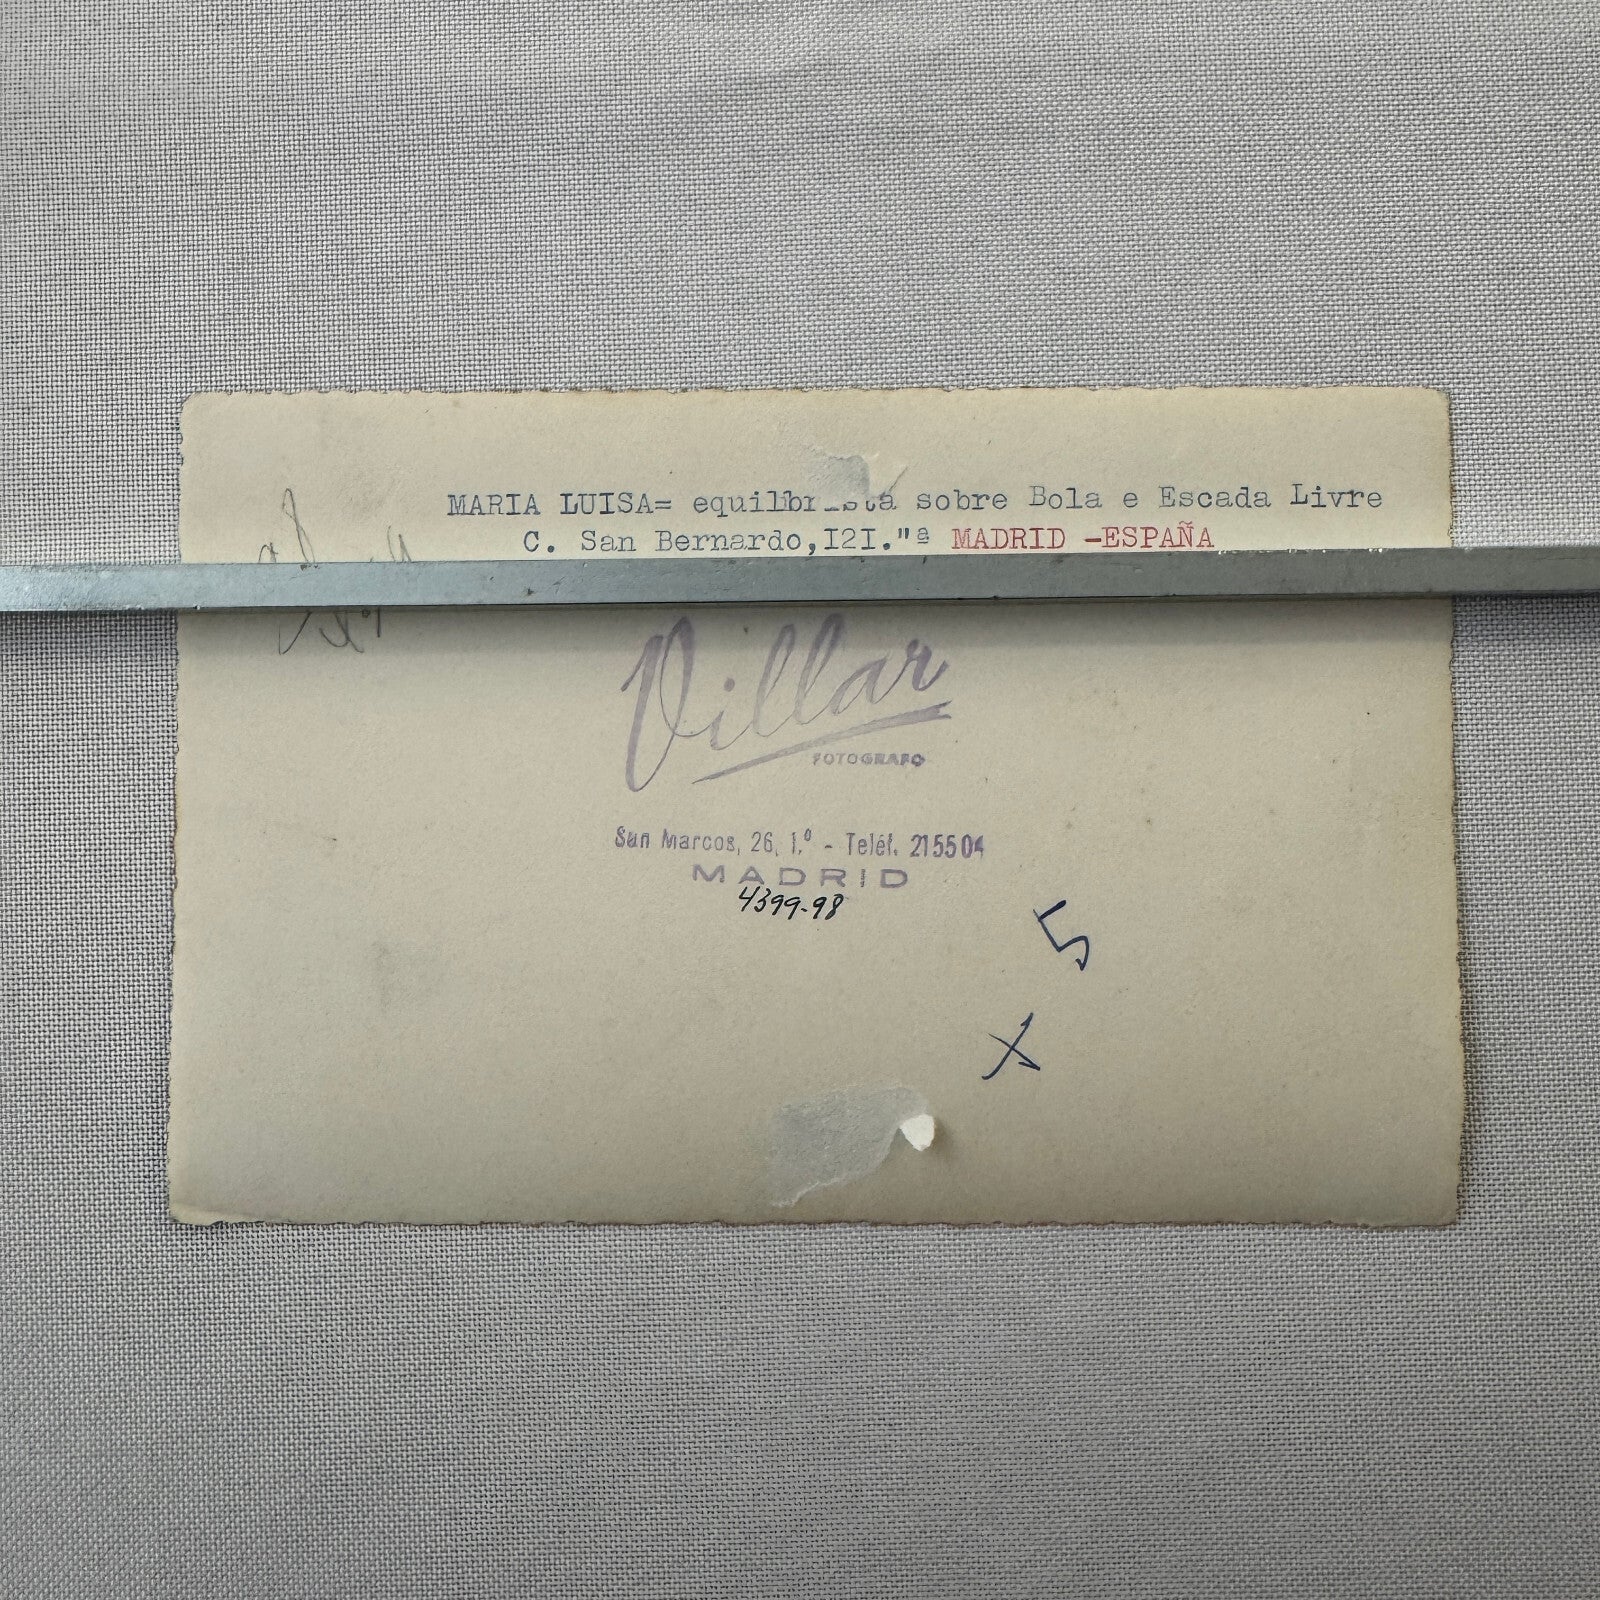 MARIA LUISA= equilbrista sobre Bola e Escada Livre
C. San Bernardo,I2I."ª MADRID -ESPAÑA
Villar
FOTOGRAFO
San Marcos, 26, 1.º - Teléf. 215504
MADRID
4399-98
5
X